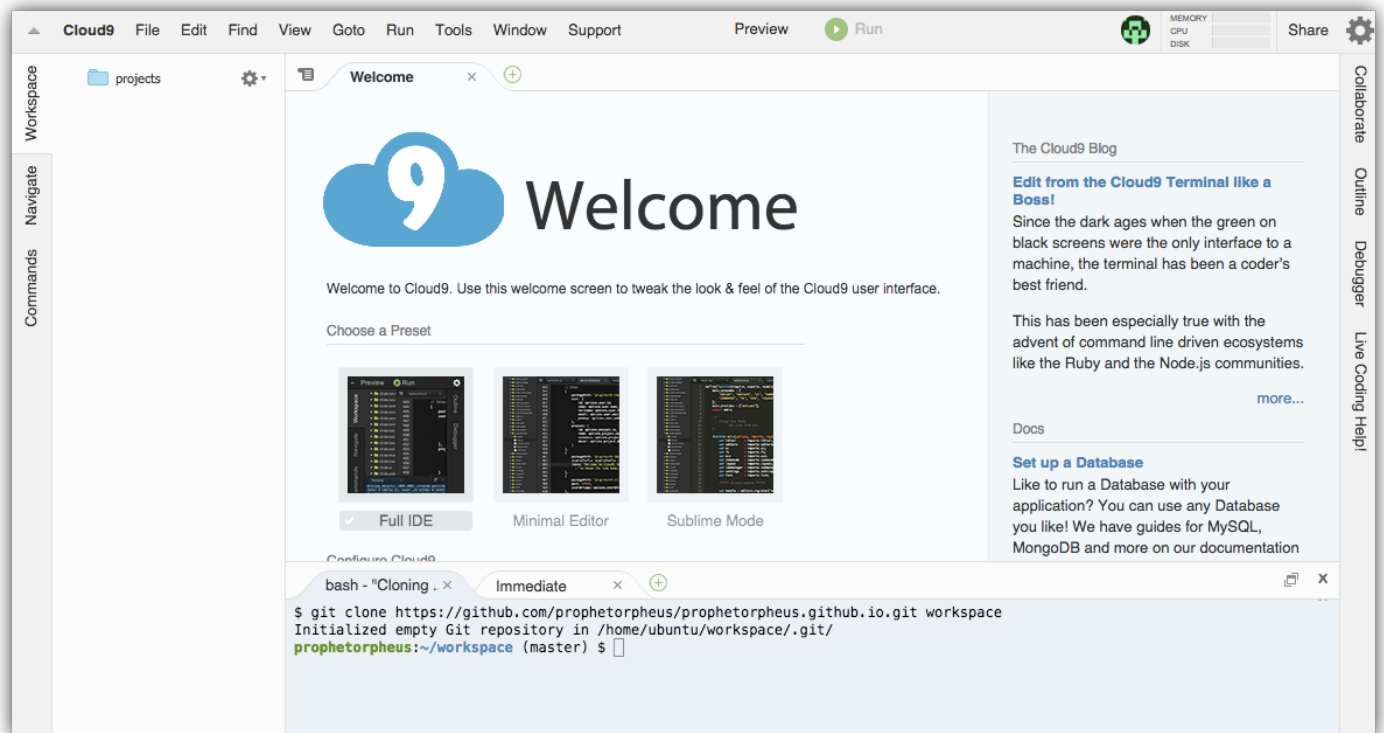 Cloud9 File Edit Find View Goto Run Tools Window Support Preview Run MEMORY CPU DISK Share
Workspace
Navigate
Commands
projects
Welcome
9
Welcome
Welcome to Cloud9. Use this welcome screen to tweak the look & feel of the Cloud9 user interface.
Choose a Preset
Full IDE
Minimal Editor
Sublime Mode
Configure Cloud9
The Cloud9 Blog
Edit from the Cloud9 Terminal like a
Boss!
Since the dark ages when the green on
black screens were the only interface to a
machine, the terminal has been a coder's
best friend.
This has been especially true with the
advent of command line driven ecosystems
like the Ruby and the Node.js communities.
more...
Docs
Set up a Database
Like to run a Database with your
application? You can use any Database
you like! We have guides for MySQL,
MongoDB and more on our documentation
Collaborate
Outline
Debugger
Live Coding Help!
bash - "Cloning ..
Immediate
$ git clone https://github.com/prophetorpheus/prophetorpheus.github.io.git workspace
Initialized empty Git repository in /home/ubuntu/workspace/.git/
prophetorpheus:~/workspace (master) $